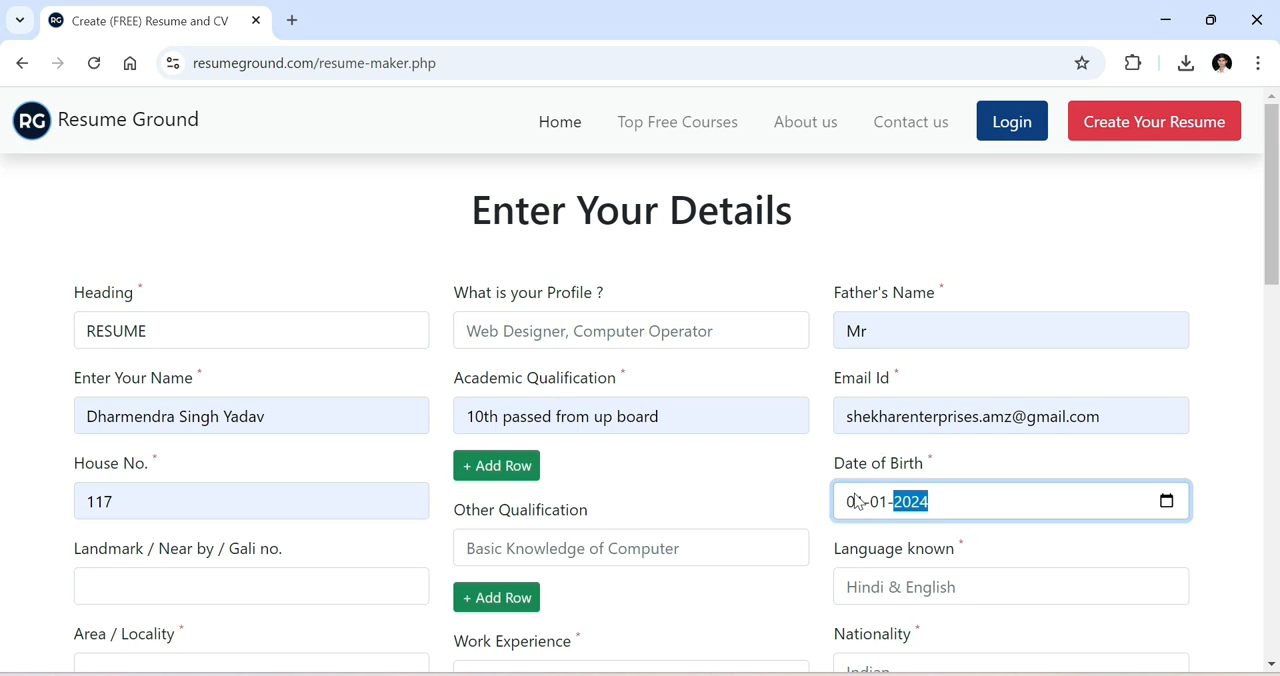 RG Create (FREE) Resume and CV
resumeground.com/resume-maker.php
RG Resume Ground
Home
Top Free Courses
About us
Contact us
Login
Create Your Resume
Enter Your Details
Heading *
RESUME
Enter Your Name *
Dharmendra Singh Yadav
House No. *
117
Landmark / Near by / Gali no.
Area / Locality *
What is your Profile ?
Web Designer, Computer Operator
Academic Qualification *
10th passed from up board
+ Add Row
Other Qualification
Basic Knowledge of Computer
+ Add Row
Work Experience *
Father's Name *
Mr
Email Id *
shekharenterprises.amz@gmail.com
Date of Birth *
-01-2024
Language known *
Hindi & English
Nationality *
Indian